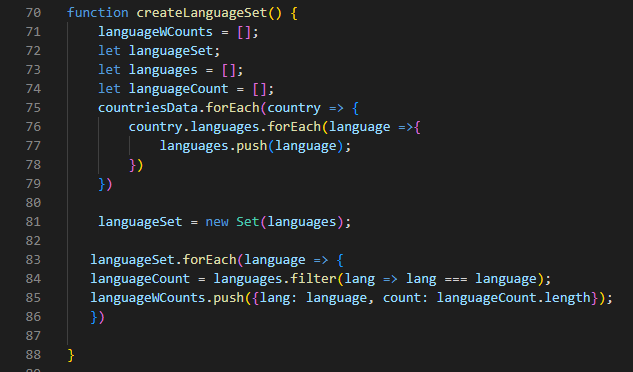 70 function createLanguageSet() {
71 languageWCounts = [];
72 let languageSet;
73 let languages = [];
74 let languageCount = [];
75 countriesData.forEach(country => {
76 country.languages.forEach(language =>{
77 languages.push(language);
78 })
79 })
80
81 languageSet = new Set(languages);
82
83 languageSet.forEach(language => {
84 languageCount = languages.filter(lang => lang === language);
85 languageWCounts.push({lang: language, count: languageCount.length});
86 })
87
88 }